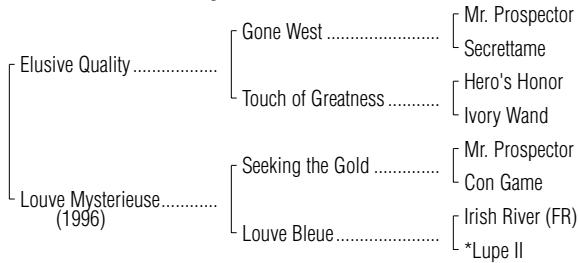 Mr. Prospector
Gone West ........................
Secrettame
Elusive Quality ..................
Hero's Honor
Touch of Greatness ...........
Ivory Wand
Mr. Prospector
Seeking the Gold ..............
Con Game
Louve Mysterieuse............
(1996)
Irish River (FR)
Louve Bleue......................
*Lupe II